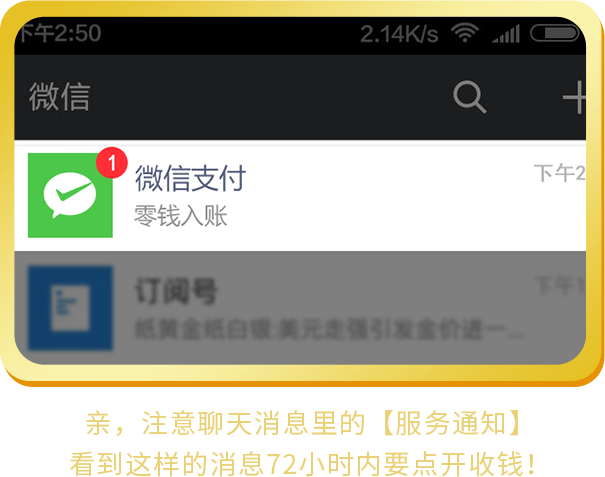 下午2:50 2.14K/s
微信
1
微信支付 下午2
零钱入账
订阅号 下午1
纸黄金纸白银:美元走强引发金价进一...
亲，注意聊天消息里的【服务通知】
看到这样的消息72小时内要点开收钱！